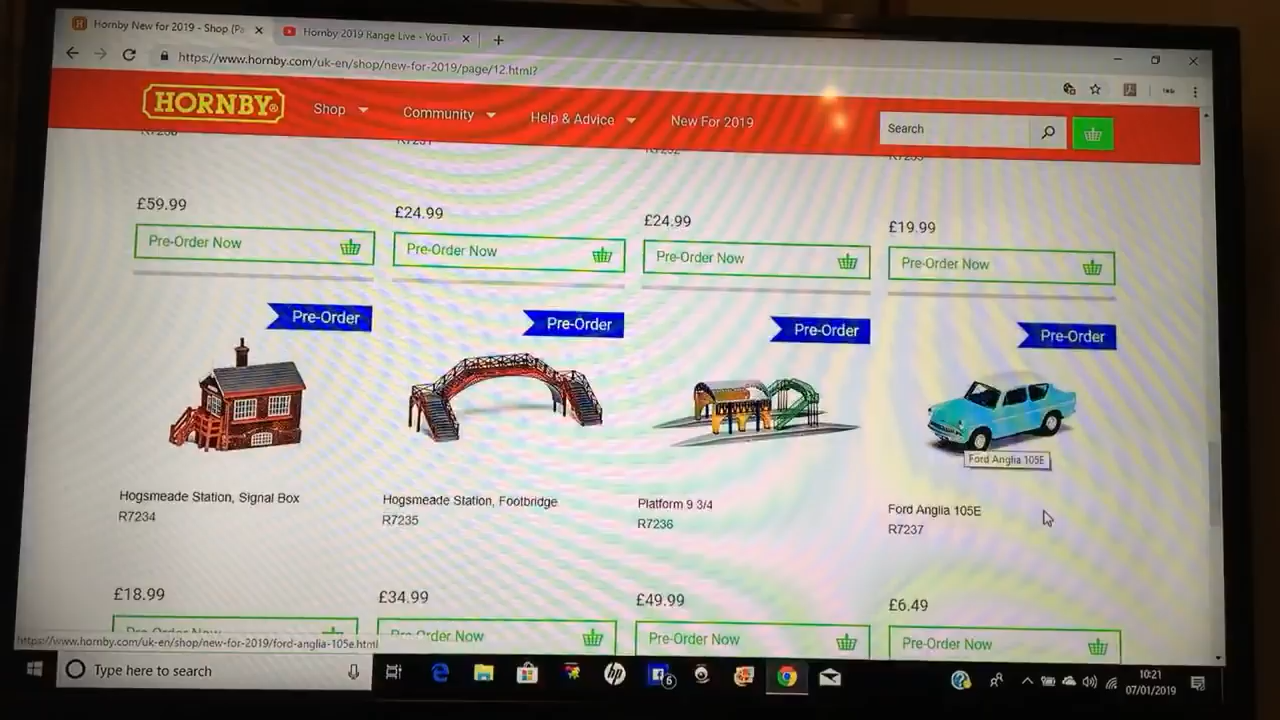 Hornby New for 2019 - Shop (Pa
Hornby 2019 Range Live - YouTu
https://www.hornby.com/uk-en/shop/new-for-2019/page/12.html?
HORNBY®
Shop
Community
Help & Advice
New For 2019
Search
£59.99
£24.99
£24.99
£19.99
Pre-Order Now
Pre-Order Now
Pre-Order Now
Pre-Order Now
Pre-Order
Pre-Order
Pre-Order
Pre-Order
Ford Anglia 105E
Hogsmeade Station, Signal Box
Hogsmeade Station, Footbridge
Platform 9 3/4
Ford Anglia 105E
R7234
R7235
R7236
R7237
£18.99
£34.99
£49.99
£6.49
Pre-Order Now
Pre-Order Now
Pre-Order Now
Pre-Order Now
https://www.hornby.com/uk-en/shop/new-for-2019/ford-anglia-105e.html
Type here to search
hp
6
10:21
07/01/2019